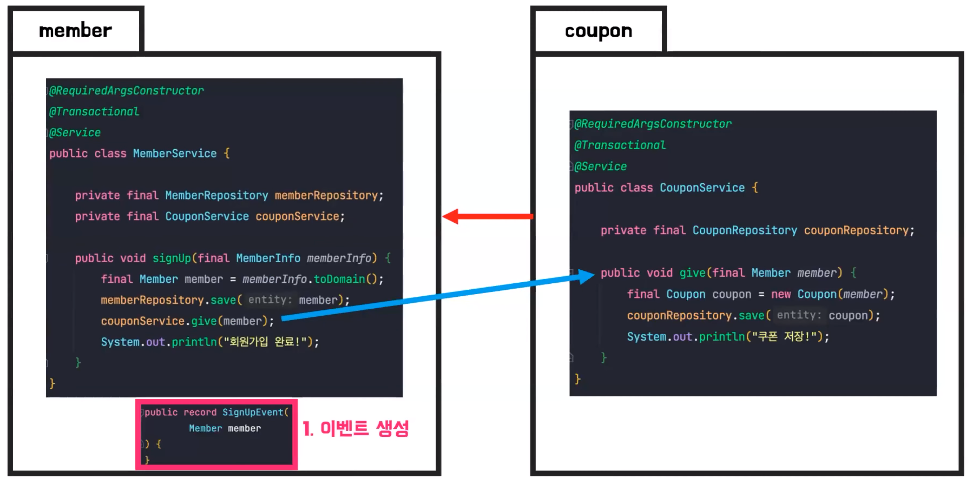 member
@RequiredArgsConstructor
@Transactional
@Service
public class MemberService {
private final MemberRepository memberRepository;
private final CouponService couponService;
public void signUp(final MemberInfo memberInfo) {
final Member member = memberInfo.toDomain();
memberRepository.save( entity: member);
couponService.give(member);
System.out.println("회원가입 완료!");
}
}
public record SignUpEvent(
Member member
) {
}
1. 이벤트 생성
coupon
@RequiredArgsConstructor
@Transactional
@Service
public class CouponService {
private final CouponRepository couponRepository;
public void give(final Member member) {
final Coupon coupon = new Coupon(member);
couponRepository.save( entity: coupon);
System.out.println("쿠폰 저장!");
}
}